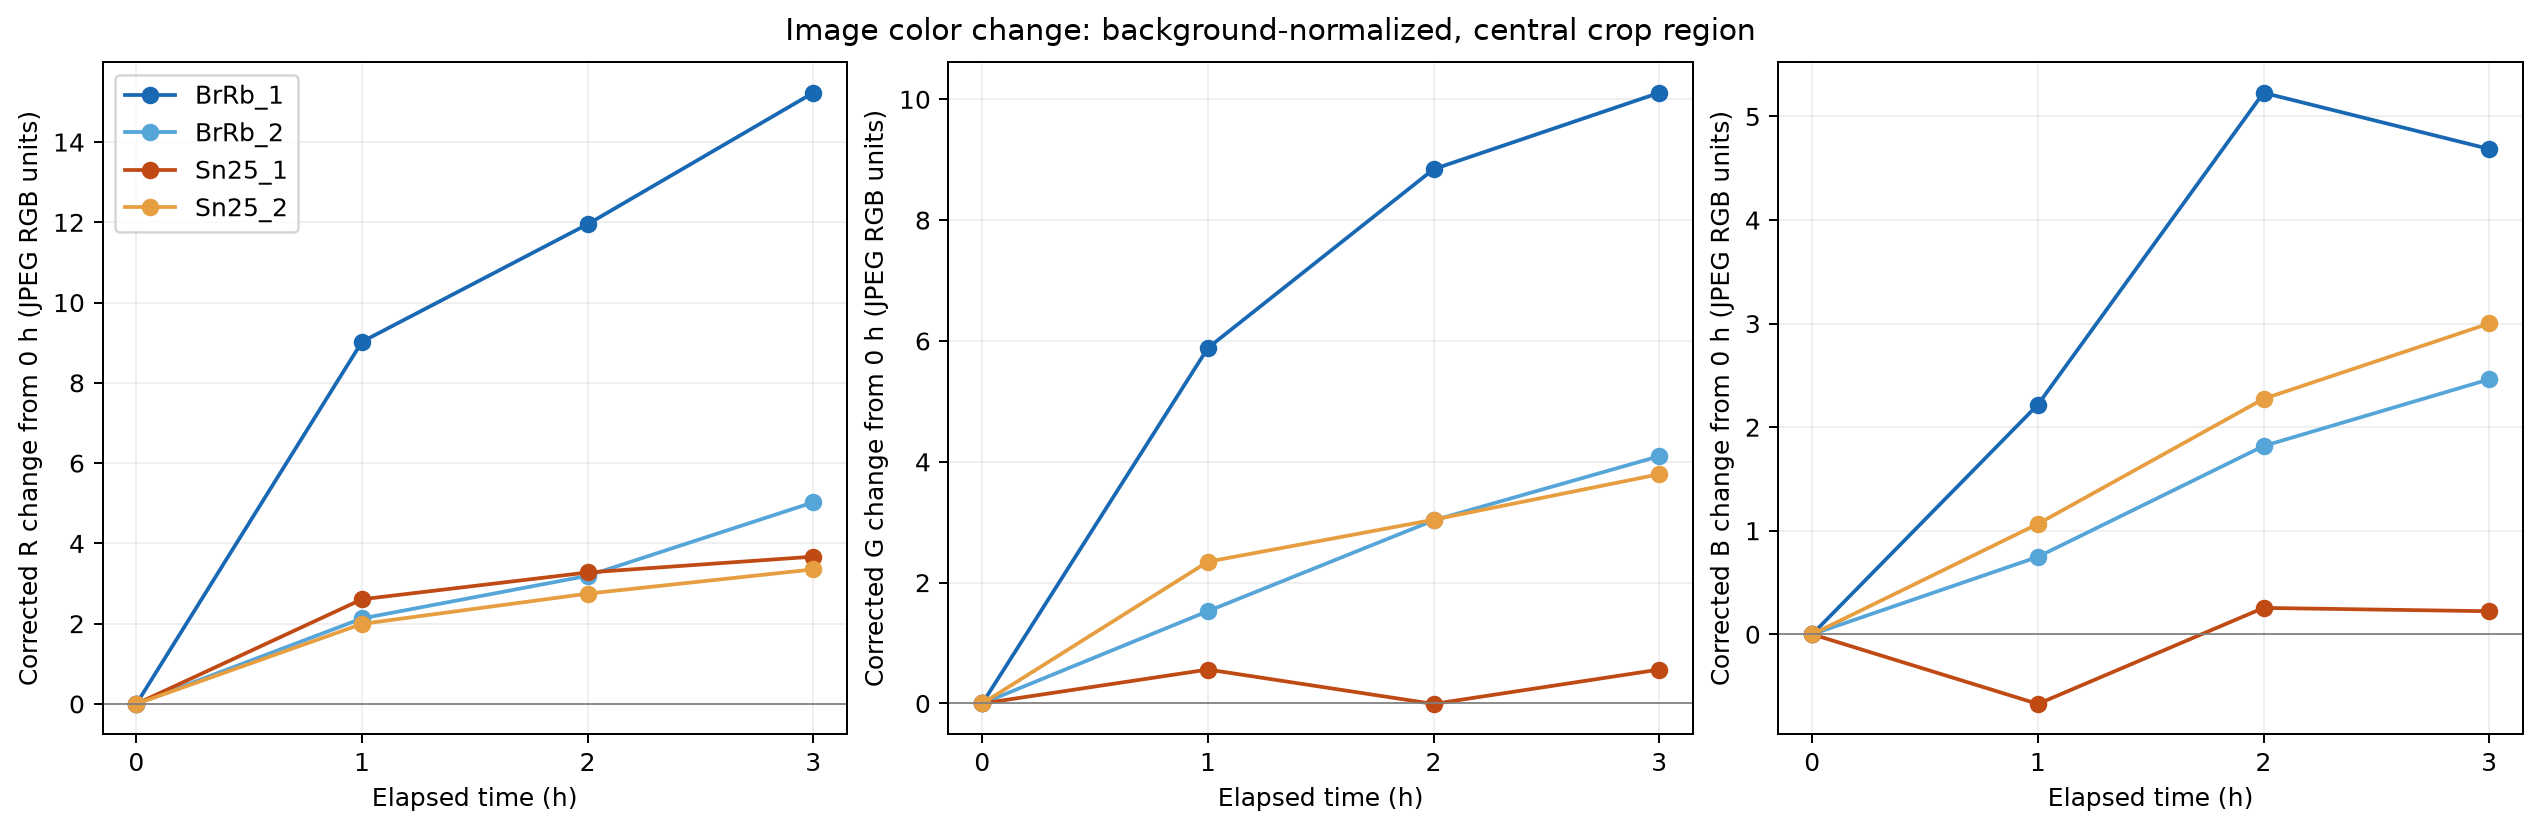 Image color change: background-normalized, central crop region
Corrected R change from 0 h (JPEG RGB units)
14
12
10
8
6
4
2
0
BrRb_1
BrRb_2
Sn25_1
Sn25_2
0 1 2 3
Elapsed time (h)
Corrected G change from 0 h (JPEG RGB units)
10
8
6
4
2
0
0 1 2 3
Elapsed time (h)
Corrected B change from 0 h (JPEG RGB units)
5
4
3
2
1
0
0 1 2 3
Elapsed time (h)